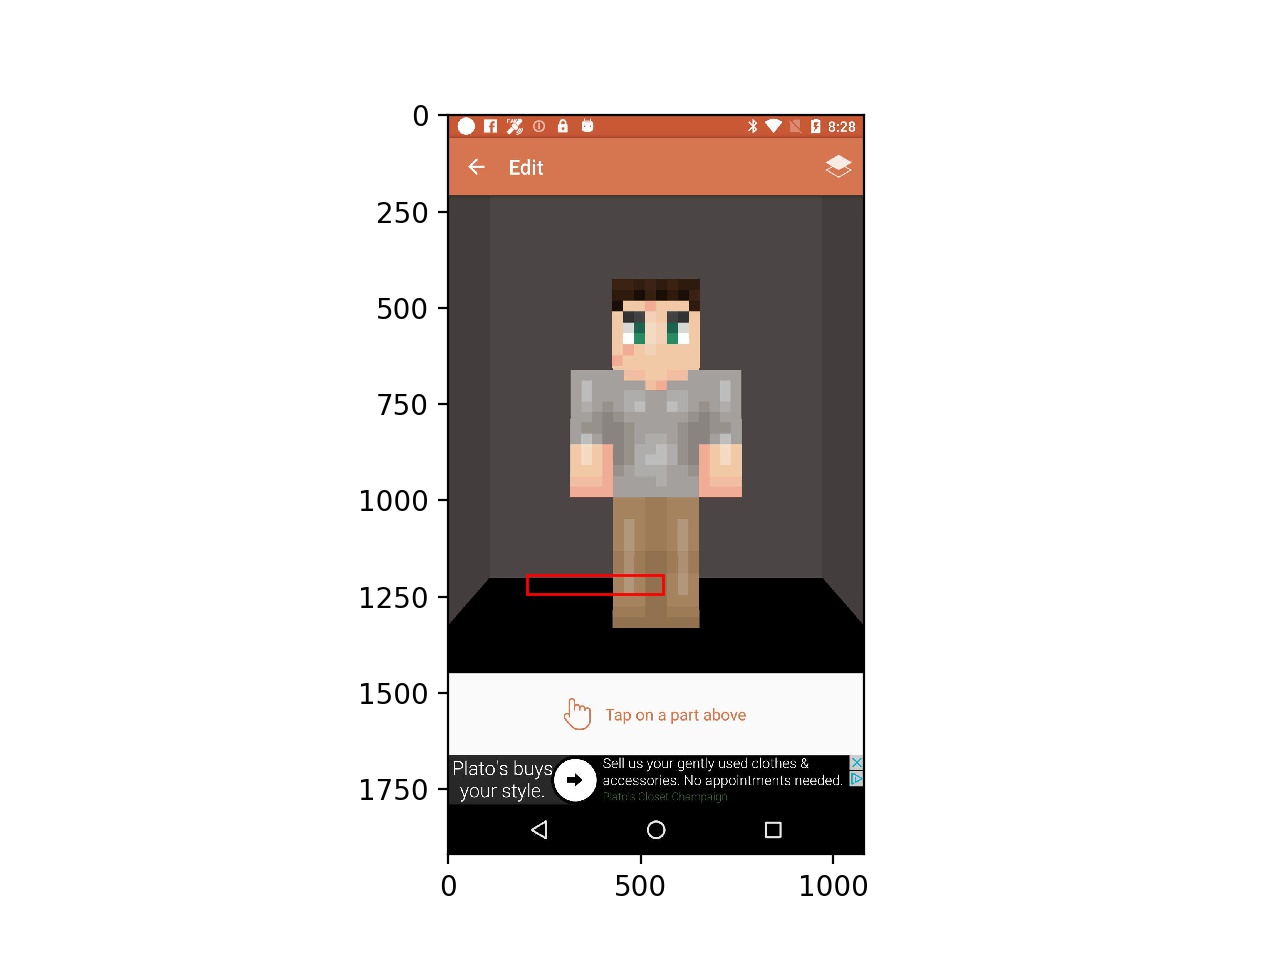 0
250
500
750
1000
1250
1500
1750
8:28
Edit
Tap on a part above
Plato's buys
your style.
Sell us your gently used clothes &
accessories. No appointments needed.
Plato's Closet Champaign
0
500
1000